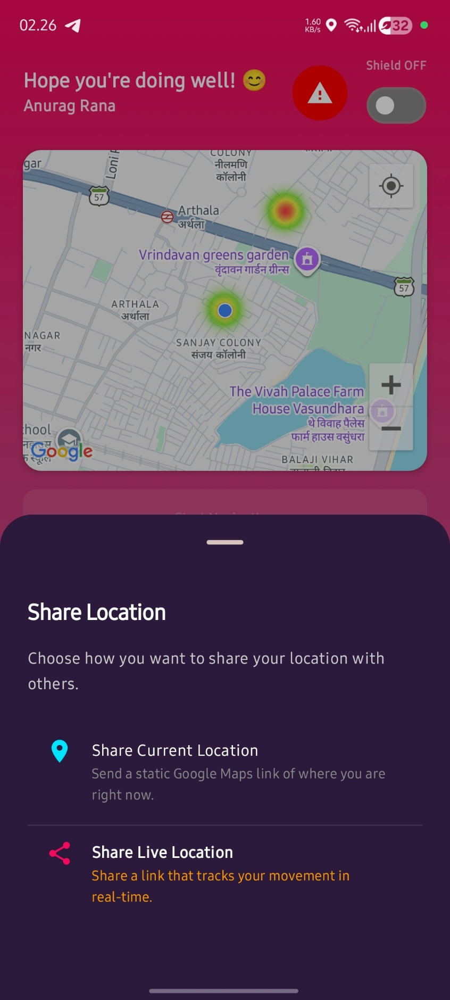 02.26
1.60
KB/s
32
Shield OFF
Hope you're doing well! 😊
Anurag Rana
COLONY
नीलमणि
कॉलोनी
gar
Loni
57
Arthala
अर्थला
Vrindavan greens garden
वृंदावन गार्डन ग्रीन्स
57
ARTHALA
अर्थाला
NAGAR
नगर
SANJAY COLONY
संजय कॉलोनी
The Vivah Palace Farm
House Vasundhara
थे विवाह पैलेस
फार्म हाउस वसुंधरा
hool
Google
BALAJI VIHAR
Share Location
Choose how you want to share your location with
others.
Share Current Location
Send a static Google Maps link of where you are
right now.
Share Live Location
Share a link that tracks your movement in
real-time.